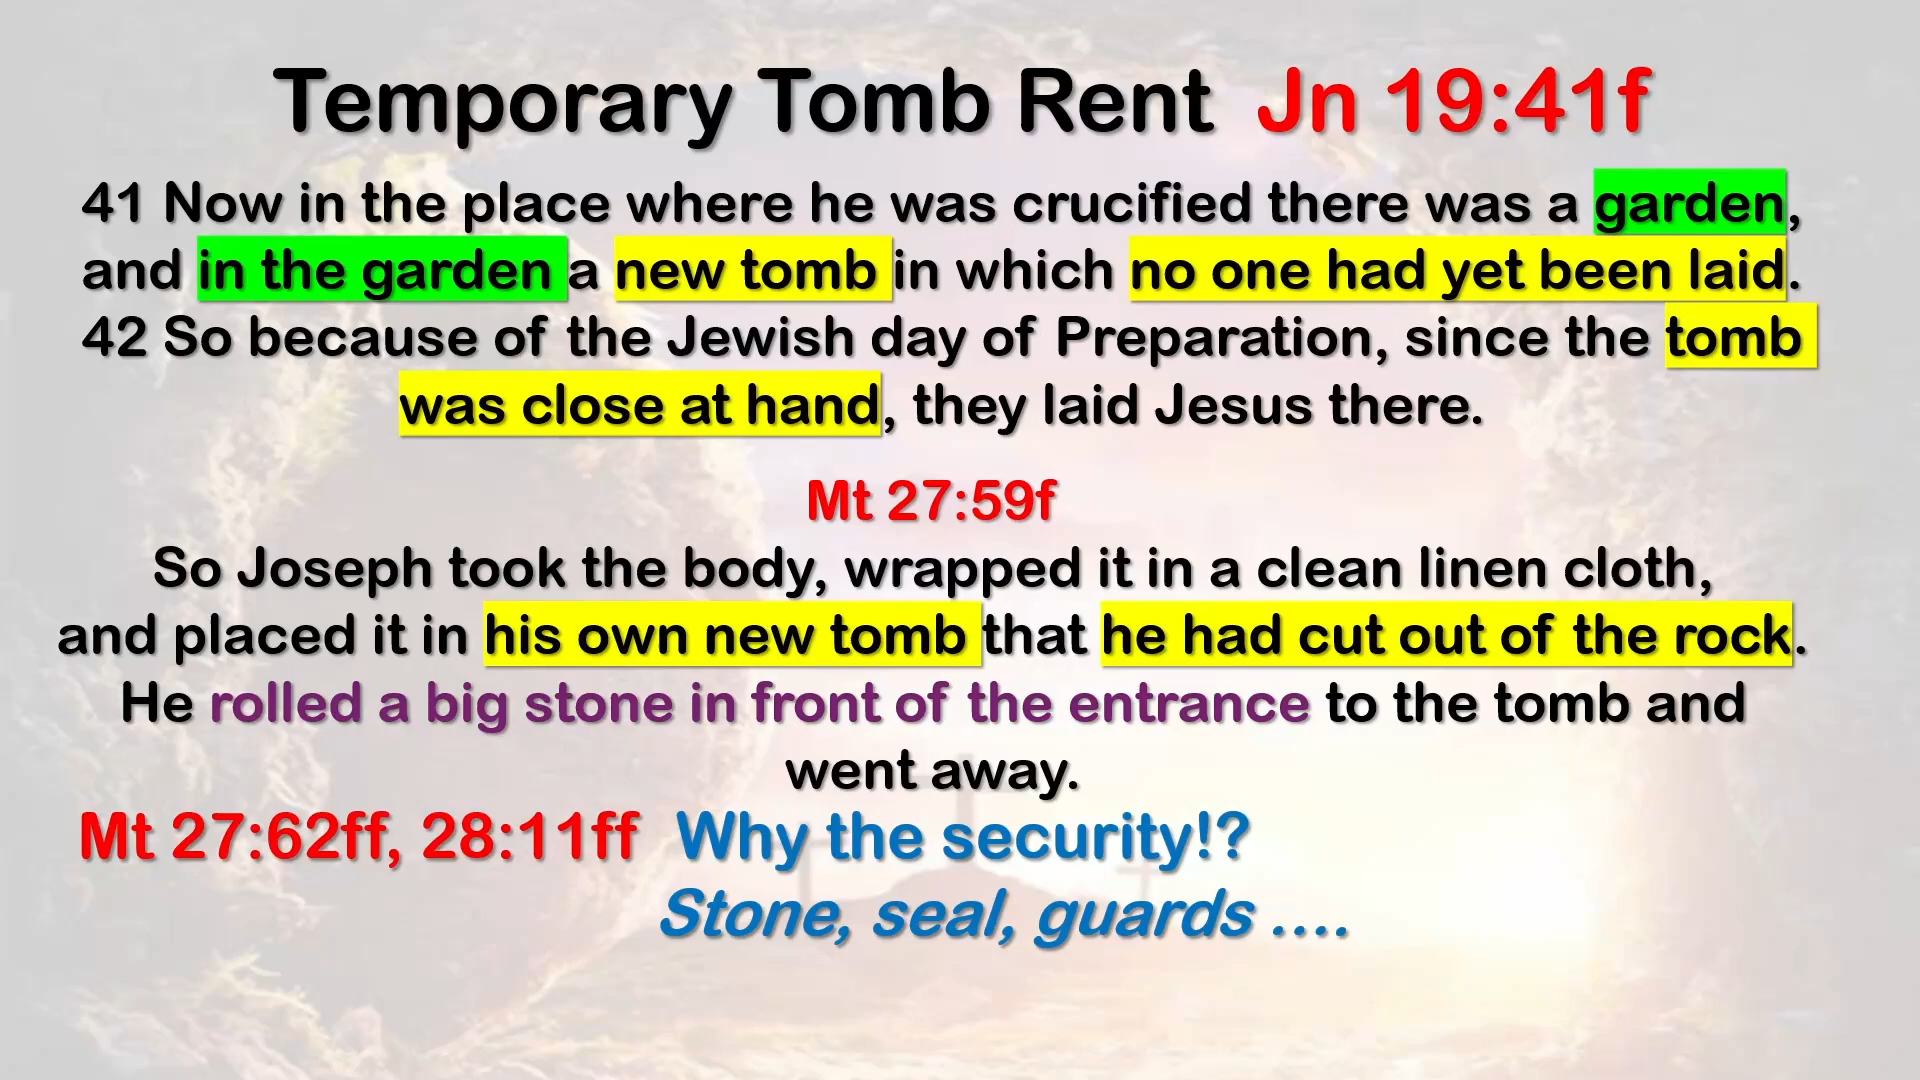 Temporary Tomb Rent Jn 19:41f
41 Now in the place where he was crucified there was a garden,
and in the garden a new tomb in which no one had yet been laid.
42 So because of the Jewish day of Preparation, since the tomb
was close at hand, they laid Jesus there.
Mt 27:59f
So Joseph took the body, wrapped it in a clean linen cloth,
and placed it in his own new tomb that he had cut out of the rock.
He rolled a big stone in front of the entrance to the tomb and
went away.
Mt 27:62ff, 28:11ff Why the security!?
Stone, seal, guards ....